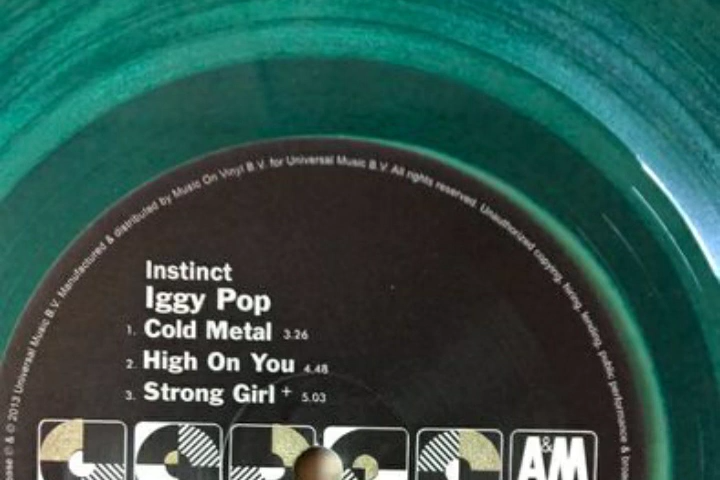 ℗ & © 2013 Universal Music B.V. Manufactured & distributed by Music On Vinyl B.V. for Universal Music B.V. All rights reserved. Unauthorized copying, hiring, lending, public performance &
Instinct
Iggy Pop
1. Cold Metal 3.26
2. High On You 4.48
3. Strong Girl + 5.03
A&M